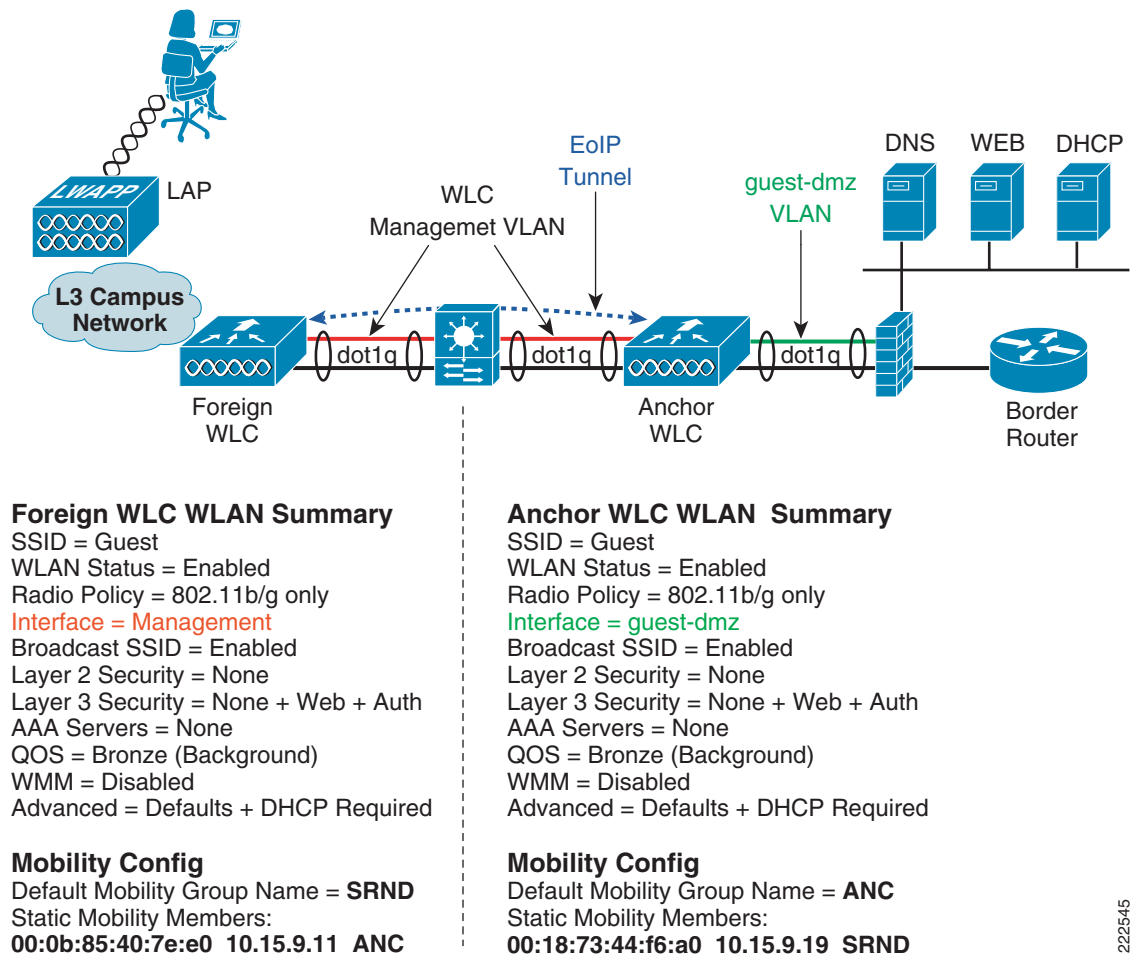 LWAPP
LAP
L3 Campus
Network
WLC
Managemet VLAN
EoIP
Tunnel
guest-dmz
VLAN
DNS
WEB
DHCP
dot1q
dot1q
dot1q
Foreign
WLC
Anchor
WLC
Border
Router
Foreign WLC WLAN Summary
SSID = Guest
WLAN Status = Enabled
Radio Policy = 802.11b/g only
Interface = Management
Broadcast SSID = Enabled
Layer 2 Security = None
Layer 3 Security = None + Web + Auth
AAA Servers = None
QOS = Bronze (Background)
WMM = Disabled
Advanced = Defaults + DHCP Required
Mobility Config
Default Mobility Group Name = SRND
Static Mobility Members:
00:0b:85:40:7e:e0 10.15.9.11 ANC
Anchor WLC WLAN Summary
SSID = Guest
WLAN Status = Enabled
Radio Policy = 802.11b/g only
Interface = guest-dmz
Broadcast SSID = Enabled
Layer 2 Security = None
Layer 3 Security = None + Web + Auth
AAA Servers = None
QOS = Bronze (Background)
WMM = Disabled
Advanced = Defaults + DHCP Required
Mobility Config
Default Mobility Group Name = ANC
Static Mobility Members:
00:18:73:44:f6:a0 10.15.9.19 SRND
222545